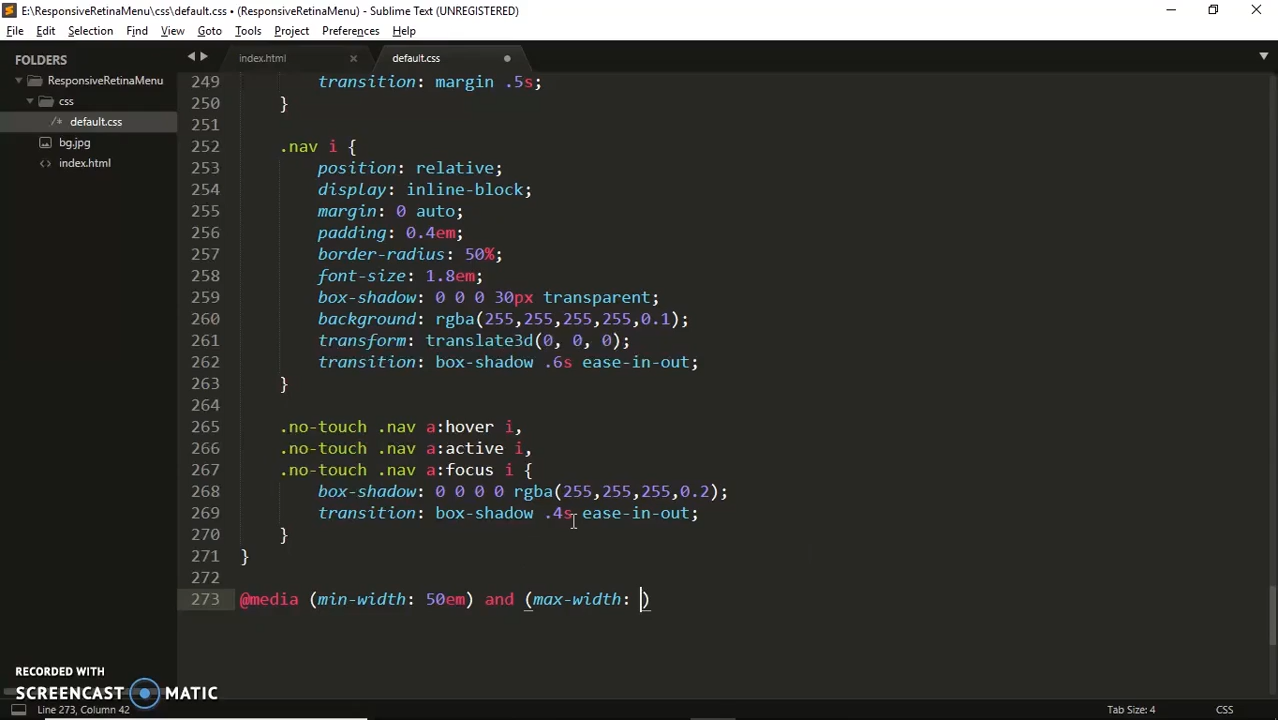 E:\ResponsiveRetinaMenu\css\default.css • (ResponsiveRetinaMenu) - Sublime Text (UNREGISTERED)
File Edit Selection Find View Goto Tools Project Preferences Help
FOLDERS
ResponsiveRetinaMenu
css
/* default.css
bg.jpg
<> index.html
index.html × default.css
249 transition: margin .5s;
250 }
251
252 .nav i {
253 position: relative;
254 display: inline-block;
255 margin: 0 auto;
256 padding: 0.4em;
257 border-radius: 50%;
258 font-size: 1.8em;
259 box-shadow: 0 0 0 30px transparent;
260 background: rgba(255,255,255,255,0.1);
261 transform: translate3d(0, 0, 0);
262 transition: box-shadow .6s ease-in-out;
263 }
264
265 .no-touch .nav a:hover i,
266 .no-touch .nav a:active i,
267 .no-touch .nav a:focus i {
268 box-shadow: 0 0 0 0 rgba(255,255,255,0.2);
269 transition: box-shadow .4s ease-in-out;
270 }
271 }
272
273 @media (min-width: 50em) and (max-width: )
RECORDED WITH
SCREENCAST MATIC
Line 273, Column 42 Tab Size: 4 CSS